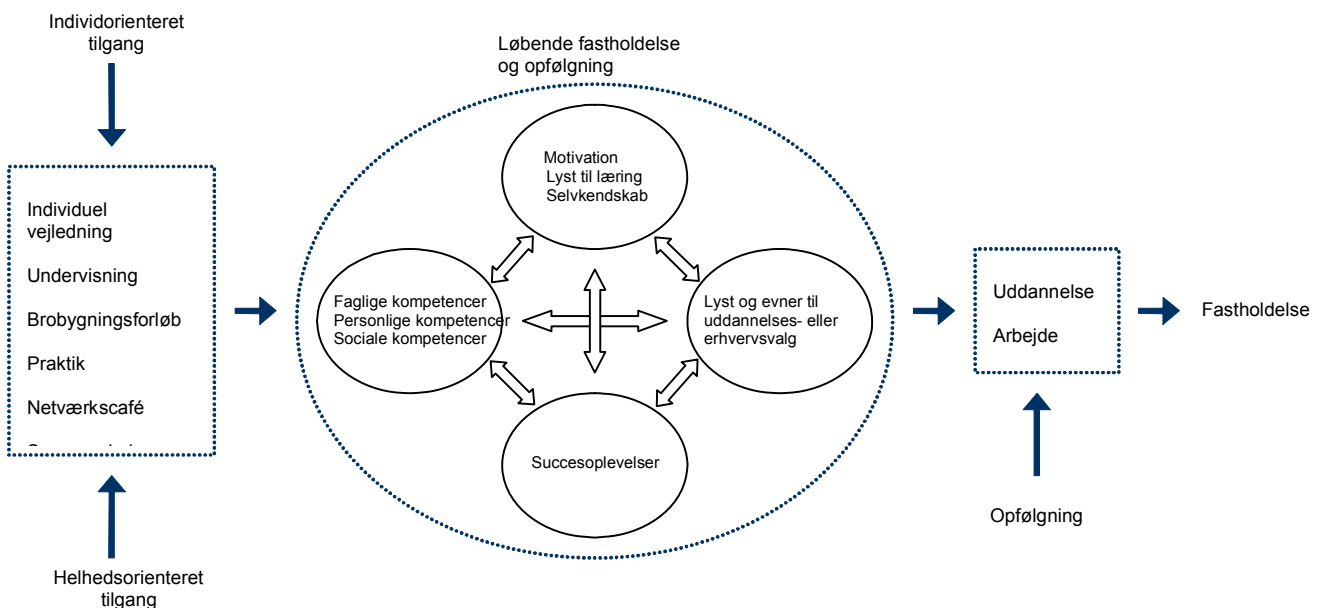 Individorienteret
tilgang
Løbende fastholdelse
og opfølgning
Individuel
vejledning
Undervisning
Brobygningsforløb
Praktik
Netværkscafé
Motivation
Lyst til læring
Selvkendskab
Faglige kompetencer
Personlige kompetencer
Sociale kompetencer
Lyst og evner til
uddannelses- eller
erhvervsvalg
Succesoplevelser
Uddannelse
Arbejde
Fastholdelse
Opfølgning
Helhedsorienteret
tilgang